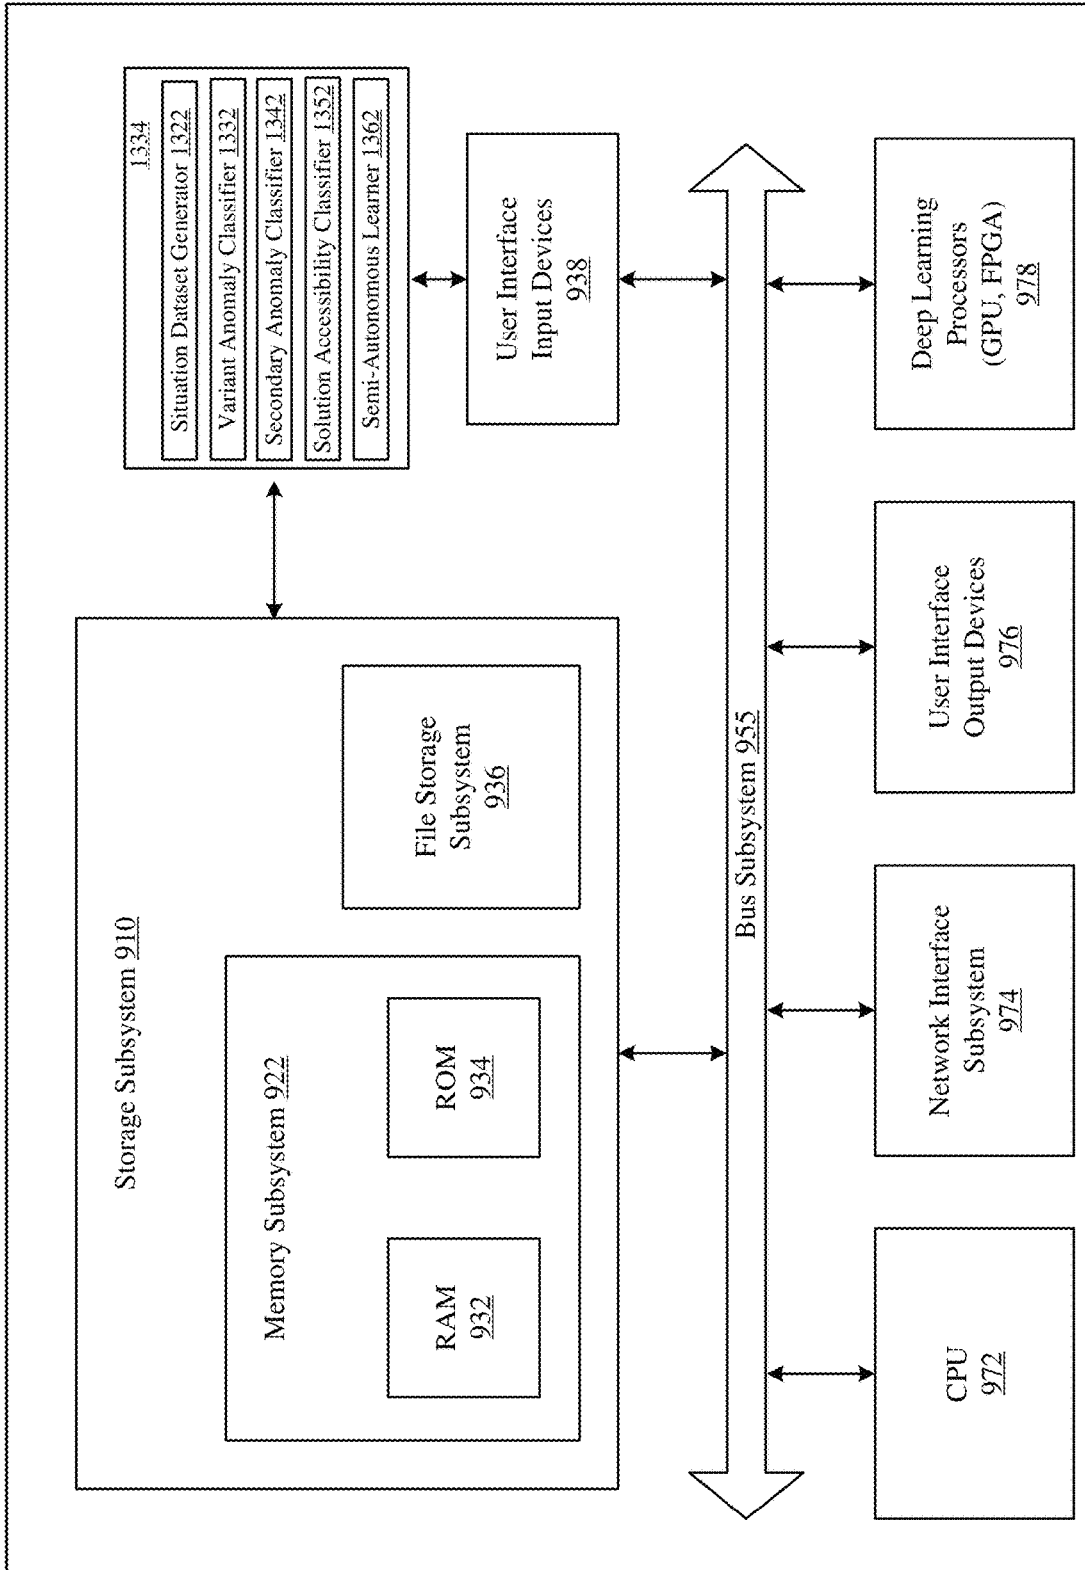 Storage Subsystem 910
Memory Subsystem 922
RAM
932
ROM
934
File Storage
Subsystem
936
1334
Situation Dataset Generator 1322
Variant Anomaly Classifier 1332
Secondary Anomaly Classifier 1342
Solution Accessibility Classifier 1352
Semi-Autonomous Learner 1362
User Interface
Input Devices
938
Bus Subsystem 955
CPU
972
Network Interface
Subsystem
974
User Interface
Output Devices
976
Deep Learning
Processors
(GPU, FPGA)
978